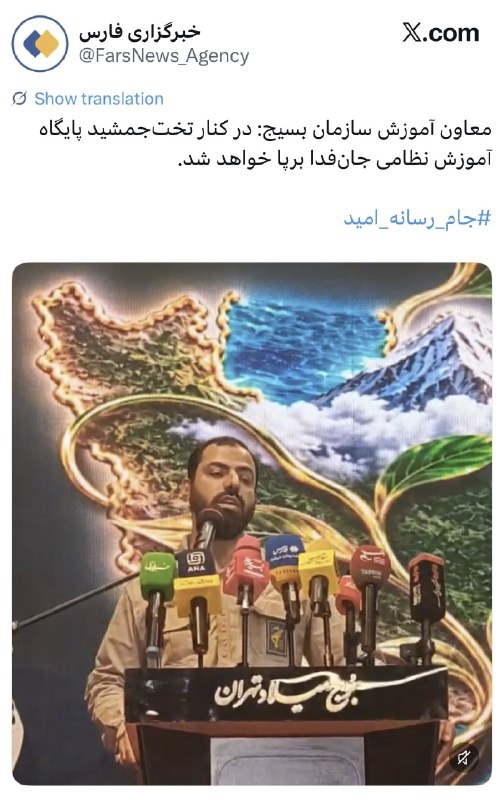 خبرگزاری فارس
@FarsNews_Agency
X.com
Show translation
معاون آموزش سازمان بسیج: در کنار تخت‌جمشید پایگاه
آموزش نظامی جان‌فدا برپا خواهد شد.
#جام_رسانه_امید
ANA
فارس
برج میلاد تهران